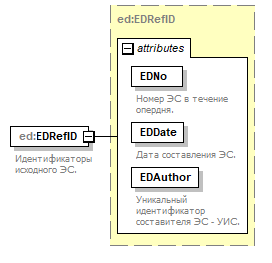 ed:EDRefID
attributes
EDNo
Номер ЭС в течение
опердня.
ed:EDRefID
Идентификаторы
исходного ЭС.
EDDate
Дата составления ЭС.
EDAuthor
Уникальный
идентификатор
составителя ЭС - УИС.